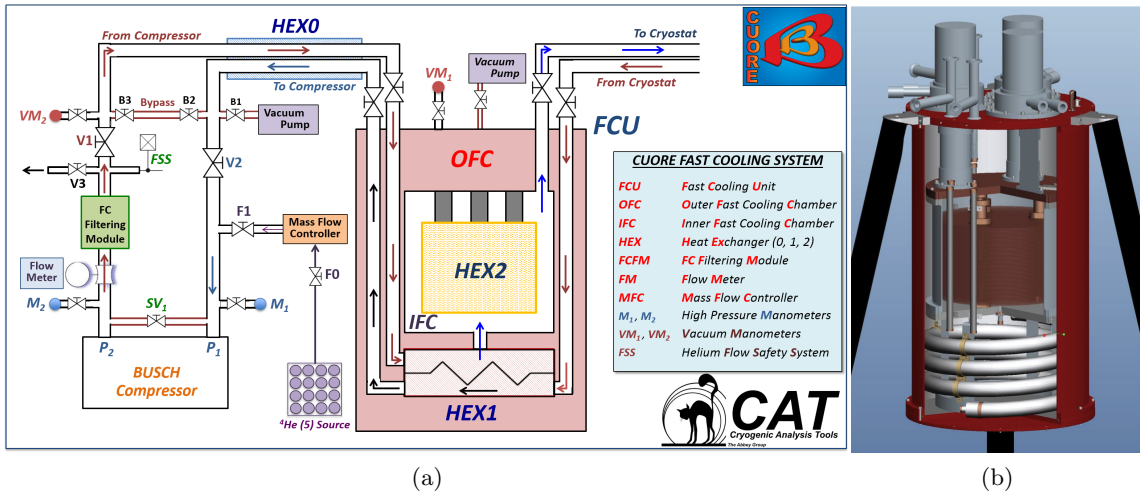 HEX0
From Compressor
To Compressor
To Cryostat
From Cryostat
CUORE
VM1
Vacuum
Pump
VM2
B3
Bypass
B2
B1
Vacuum
Pump
V1
FSS
V2
V3
FCU
OFC
FC
Filtering
Module
F1
Mass Flow
Controller
Flow
Meter
F0
HEX2
M2
SV1
M1
IFC
P2
P1
BUSCH
Compressor
HEX1
4He (5) Source
CUORE FAST COOLING SYSTEM
FCU Fast Cooling Unit
OFC Outer Fast Cooling Chamber
IFC Inner Fast Cooling Chamber
HEX Heat Exchanger (0, 1, 2)
FCFM FC Filtering Module
FM Flow Meter
MFC Mass Flow Controller
M1, M2 High Pressure Manometers
VM1, VM2 Vacuum Manometers
FSS Helium Flow Safety System
CAT
Cryogenic Analysis Tools
The Abbey Group
(a)
(b)